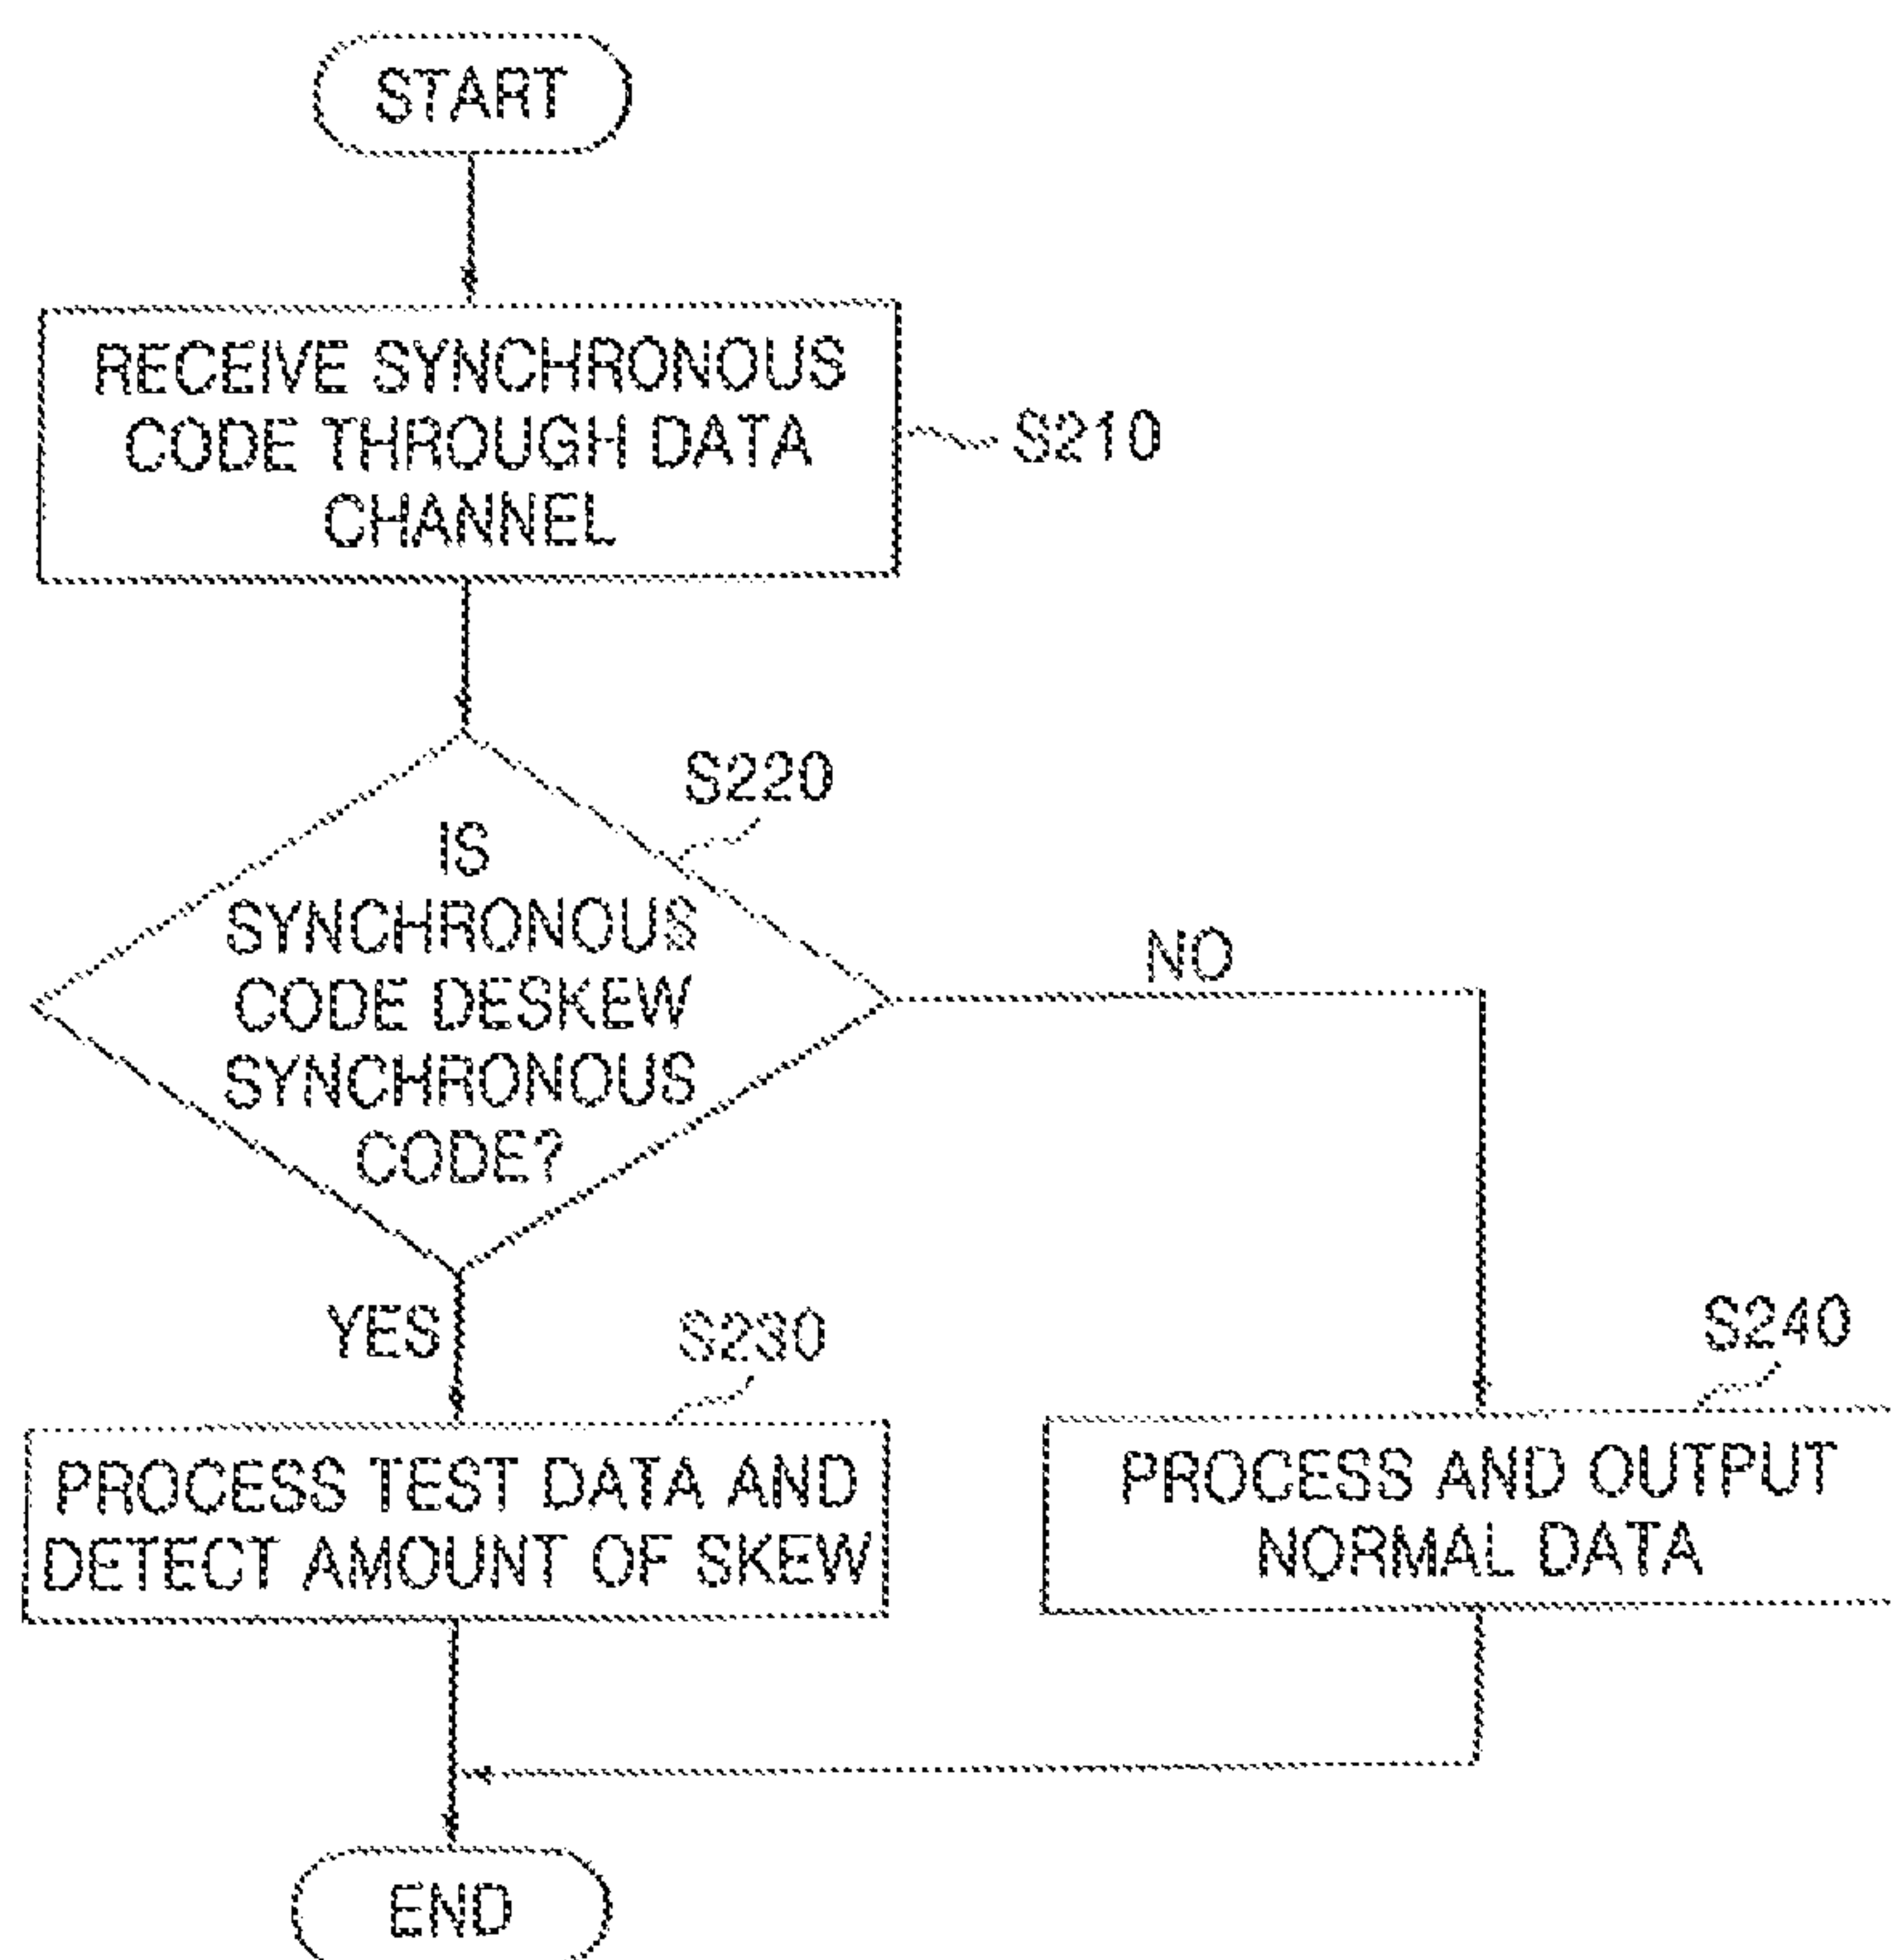 START
RECEIVE SYNCHRONOUS
CODE THROUGH DATA
CHANNEL
S210
S220
IS
SYNCHRONOUS
CODE DESKEW
SYNCHRONOUS
CODE?
NO
YES
S230
S240
PROCESS TEST DATA AND
DETECT AMOUNT OF SKEW
PROCESS AND OUTPUT
NORMAL DATA
END